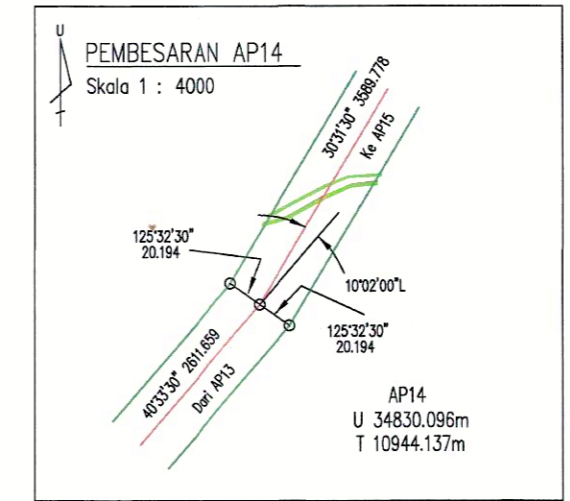 U
PEMBESARAN AP14
Skala 1 : 4000
30°31'30" 3589.778
Ke AP15
125°32'30"
20.194
10°02'00"L
125°32'30"
20.194
40°33'30" 2611.659
Dari AP13
AP14
U 34830.096m
T 10944.137m